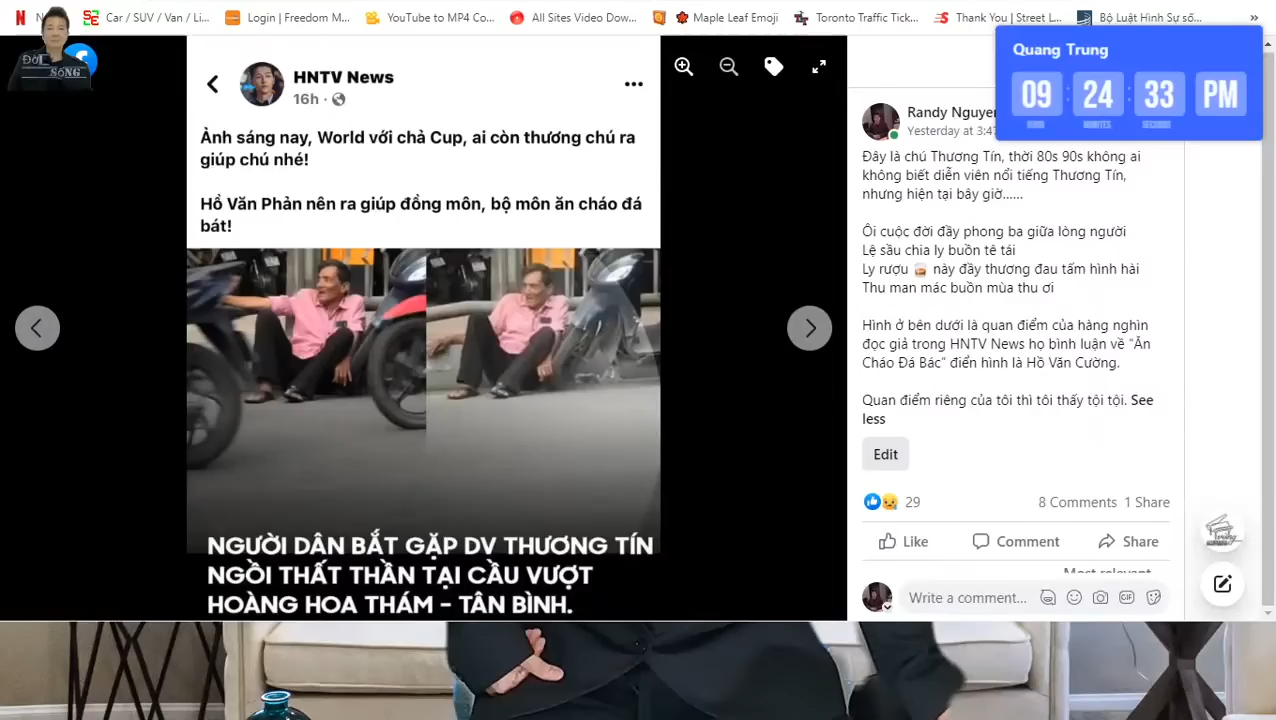 N
Car / SUV / Van / Li...
Login | Freedom M...
YouTube to MP4 Co...
All Sites Video Dow...
Maple Leaf Emoji
Toronto Traffic Tick...
Thank You | Street L...
Bộ Luật Hình Sự số...
»
Đời
SỐNG
Quang Trung
09 : 24 : 33 PM
HNTV News
16h ·
Ảnh sáng nay, World với chả Cup, ai còn thương chú ra
giúp chú nhé!
Hồ Văn Phản nên ra giúp đồng môn, bộ môn ăn cháo đá
bát!
NGƯỜI DÂN BẮT GẶP DV THƯƠNG TÍN
NGỒI THẤT THẦN TẠI CẦU VƯỢT
HOÀNG HOA THÁM - TÂN BÌNH.
Randy Nguyen
Yesterday at 3:47
Đây là chú Thương Tín, thời 80s 90s không ai
không biết diễn viên nổi tiếng Thương Tín,
nhưng hiện tại bây giờ......
Ôi cuộc đời đầy phong ba giữa lòng người
Lệ sầu chia ly buồn tê tái
Ly rượu 🥃 này đầy thương đau tấm hình hài
Thu man mác buồn mùa thu ơi
Hình ở bên dưới là quan điểm của hàng nghìn
đọc giả trong HNTV News họ bình luận về "Ăn
Cháo Đá Bác" điển hình là Hồ Văn Cường.
Quan điểm riêng của tôi thì tôi thấy tội tội. See
less
Edit
29
8 Comments 1 Share
Like
Comment
Share
Most relevant
Write a comment...
GIF